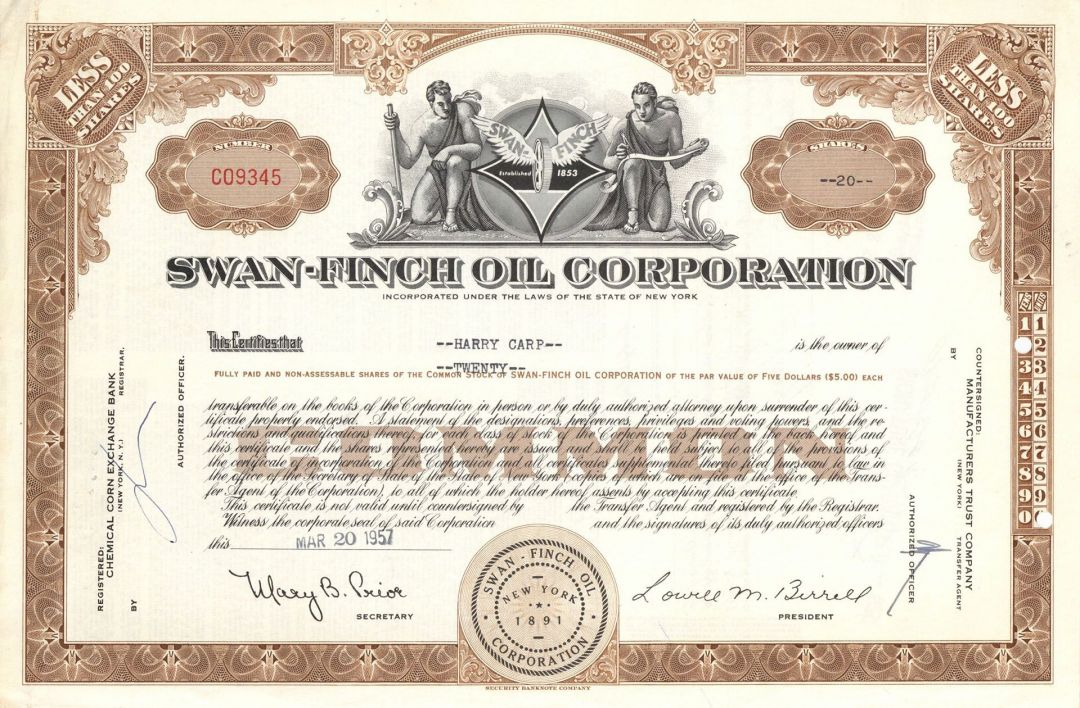 LESS
THAN 100
SHARES
LESS
THAN 100
SHARES
NUMBER
C09345
SHARES
--20--
SWAN-FINCH
Established 1853
SWAN-FINCH OIL CORPORATION
INCORPORATED UNDER THE LAWS OF THE STATE OF NEW YORK
This Certifies that --HARRY CARP-- is the owner of
--TWENTY--
FULLY PAID AND NON-ASSESSABLE SHARES OF THE COMMON STOCK OF SWAN-FINCH OIL CORPORATION OF THE PAR VALUE OF FIVE DOLLARS ($5.00) EACH
COMMON
transferable on the books of the Corporation in person or by duly authorized attorney upon surrender of this cer-
tificate properly endorsed. A statement of the designations, preferences, privileges and voting powers, and the re-
strictions and qualifications thereof, for each class of stock of the Corporation is printed on the back hereof and
this certificate and the shares represented hereby are issued and shall be held subject to all of the provisions of
the certificate of incorporation of the Corporation and all certificates supplemental thereto filed pursuant to law in
the office of the Secretary of State of the State of New York (copies of which are on file at the office of the Trans-
fer Agent of the Corporation), to all of which the holder hereof assents by accepting this certificate.
This certificate is not valid until countersigned by the Transfer Agent and registered by the Registrar.
Witness the corporate seal of said Corporation and the signatures of its duly authorized officers
this MAR 20 1957
Mary B. Prior
SECRETARY
SWAN-FINCH OIL
NEW YORK
1891
CORPORATION
Lowell M. Birrell
PRESIDENT
REGISTERED:
CHEMICAL CORN EXCHANGE BANK
(NEW YORK, N.Y.) REGISTRAR.
BY
AUTHORIZED OFFICER.
COUNTERSIGNED:
MANUFACTURERS TRUST COMPANY
(NEW YORK) TRANSFER AGENT
BY
AUTHORIZED OFFICER
1 1
2
3 3
4 4
5 5
6 6
7 7
8 8
9 9
0
SECURITY BANKNOTE COMPANY